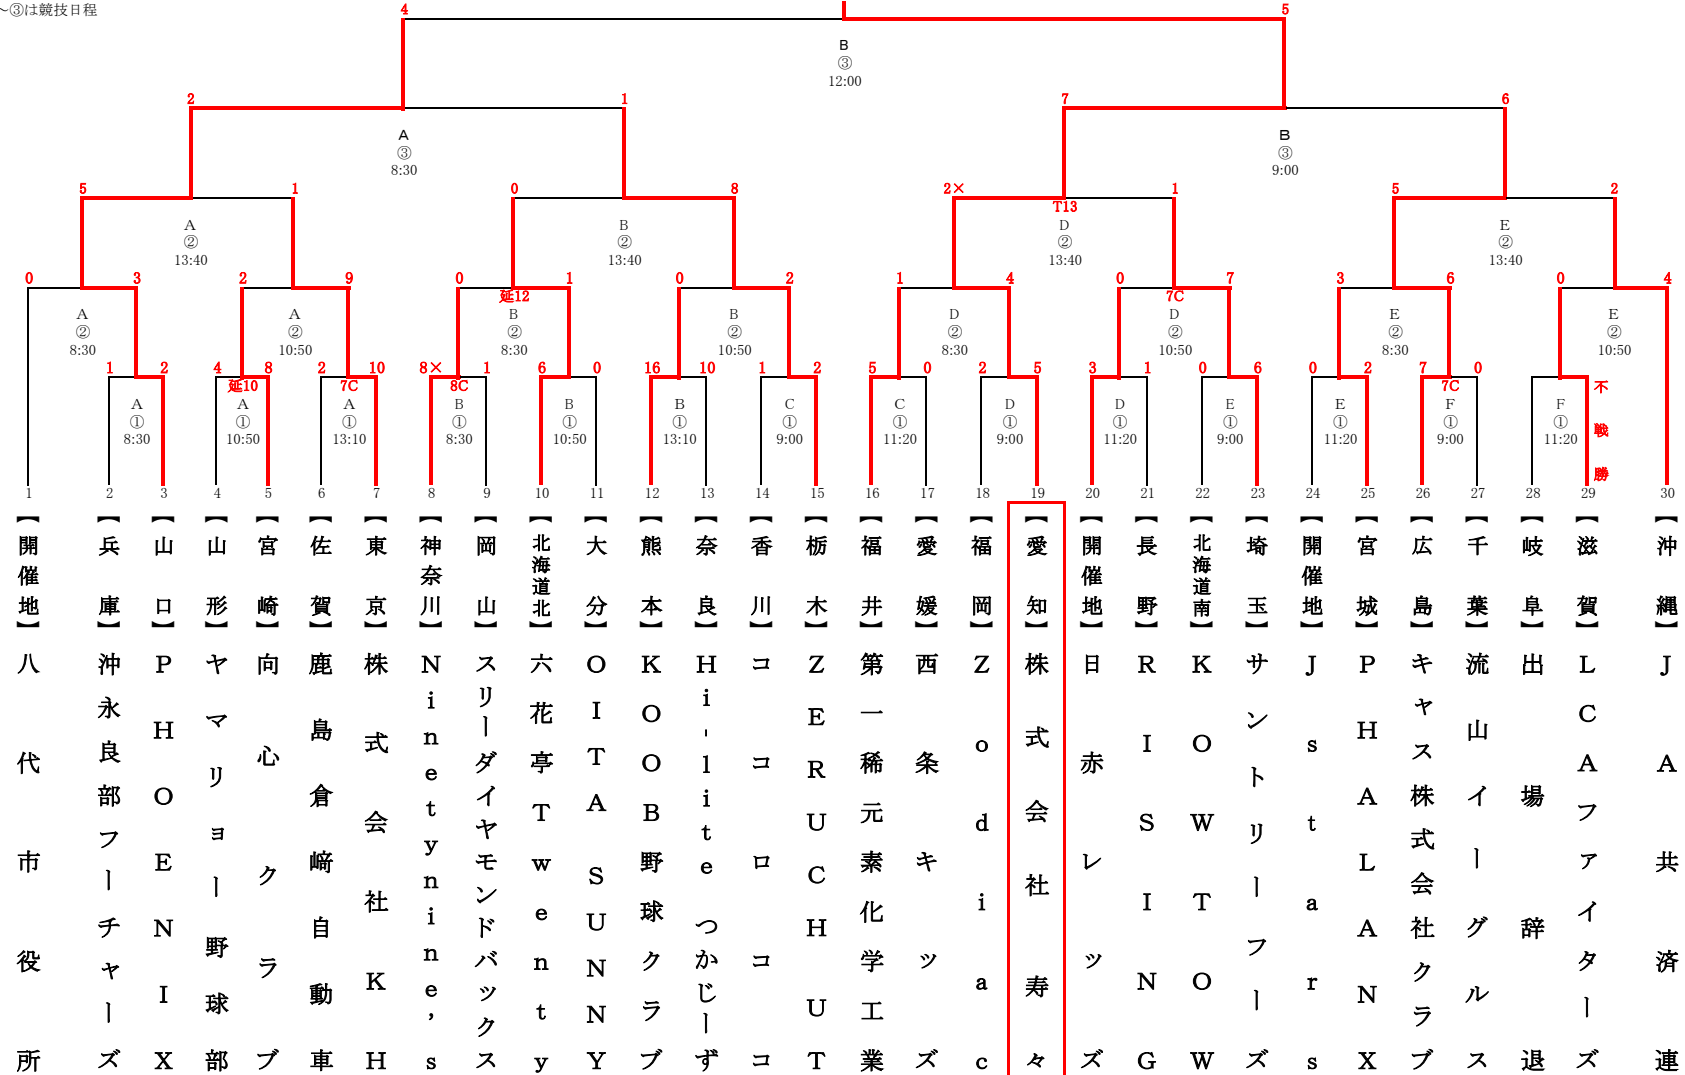 ～③は競技日程
4 5
B
③
12:00
2 1 7 6
A
③
8:30
B
③
9:00
5 1 0 8 2× 1 5 2
T13
A
②
13:40
B
②
13:40
D
②
13:40
E
②
13:40
0 3 2 9 0 1 0 2 1 4 0 7 3 6 0 4
延12 7C
A
②
8:30
A
②
10:50
B
②
8:30
B
②
10:50
D
②
8:30
D
②
10:50
E
②
8:30
E
②
10:50
1 2 4 8 2 10 8× 1 6 0 16 10 1 2 5 0 2 5 3 1 0 6 0 2 7 0
延10 7C 8C 7C
不戦勝
A
①
8:30
A
①
10:50
A
①
13:10
B
①
8:30
B
①
10:50
B
①
13:10
C
①
9:00
C
①
11:20
D
①
9:00
D
①
11:20
E
①
9:00
E
①
11:20
F
①
9:00
F
①
11:20
1 2 3 4 5 6 7 8 9 10 11 12 13 14 15 16 17 18 19 20 21 22 23 24 25 26 27 28 29 30
【開催地】八代市役所
【兵庫】沖永良部フーチャーズ
【山口】PHOENIX
【山形】ヤマリョー野球部
【宮崎】向心クラブ
【佐賀】鹿島倉﨑自動車
【東京】株式会社KH
【神奈川】Ninetynine,s
【岡山】スリーダイヤモンドバックス
【北海道北】六花亭Twenty
【大分】OITA SUNNY
【熊本】KOOB野球クラブ
【奈良】Hi-lite つかじーず
【香川】ココロココ
【栃木】ZERUCHU UT
【福井】第一稀元素化学工業
【愛媛】西条キッズ
【福岡】Zodiac
【愛知】株式会社寿々
【開催地】日赤レッズ
【長野】RISING
【北海道南】KOWTOW
【埼玉】サントリーフーズ
【開催地】Jstars
【宮城】PHALANX
【広島】キャス株式会社クラブ
【千葉】流山イーグルス
【岐阜】出場辞退
【滋賀】LCAファイターズ
【沖縄】JA共済連